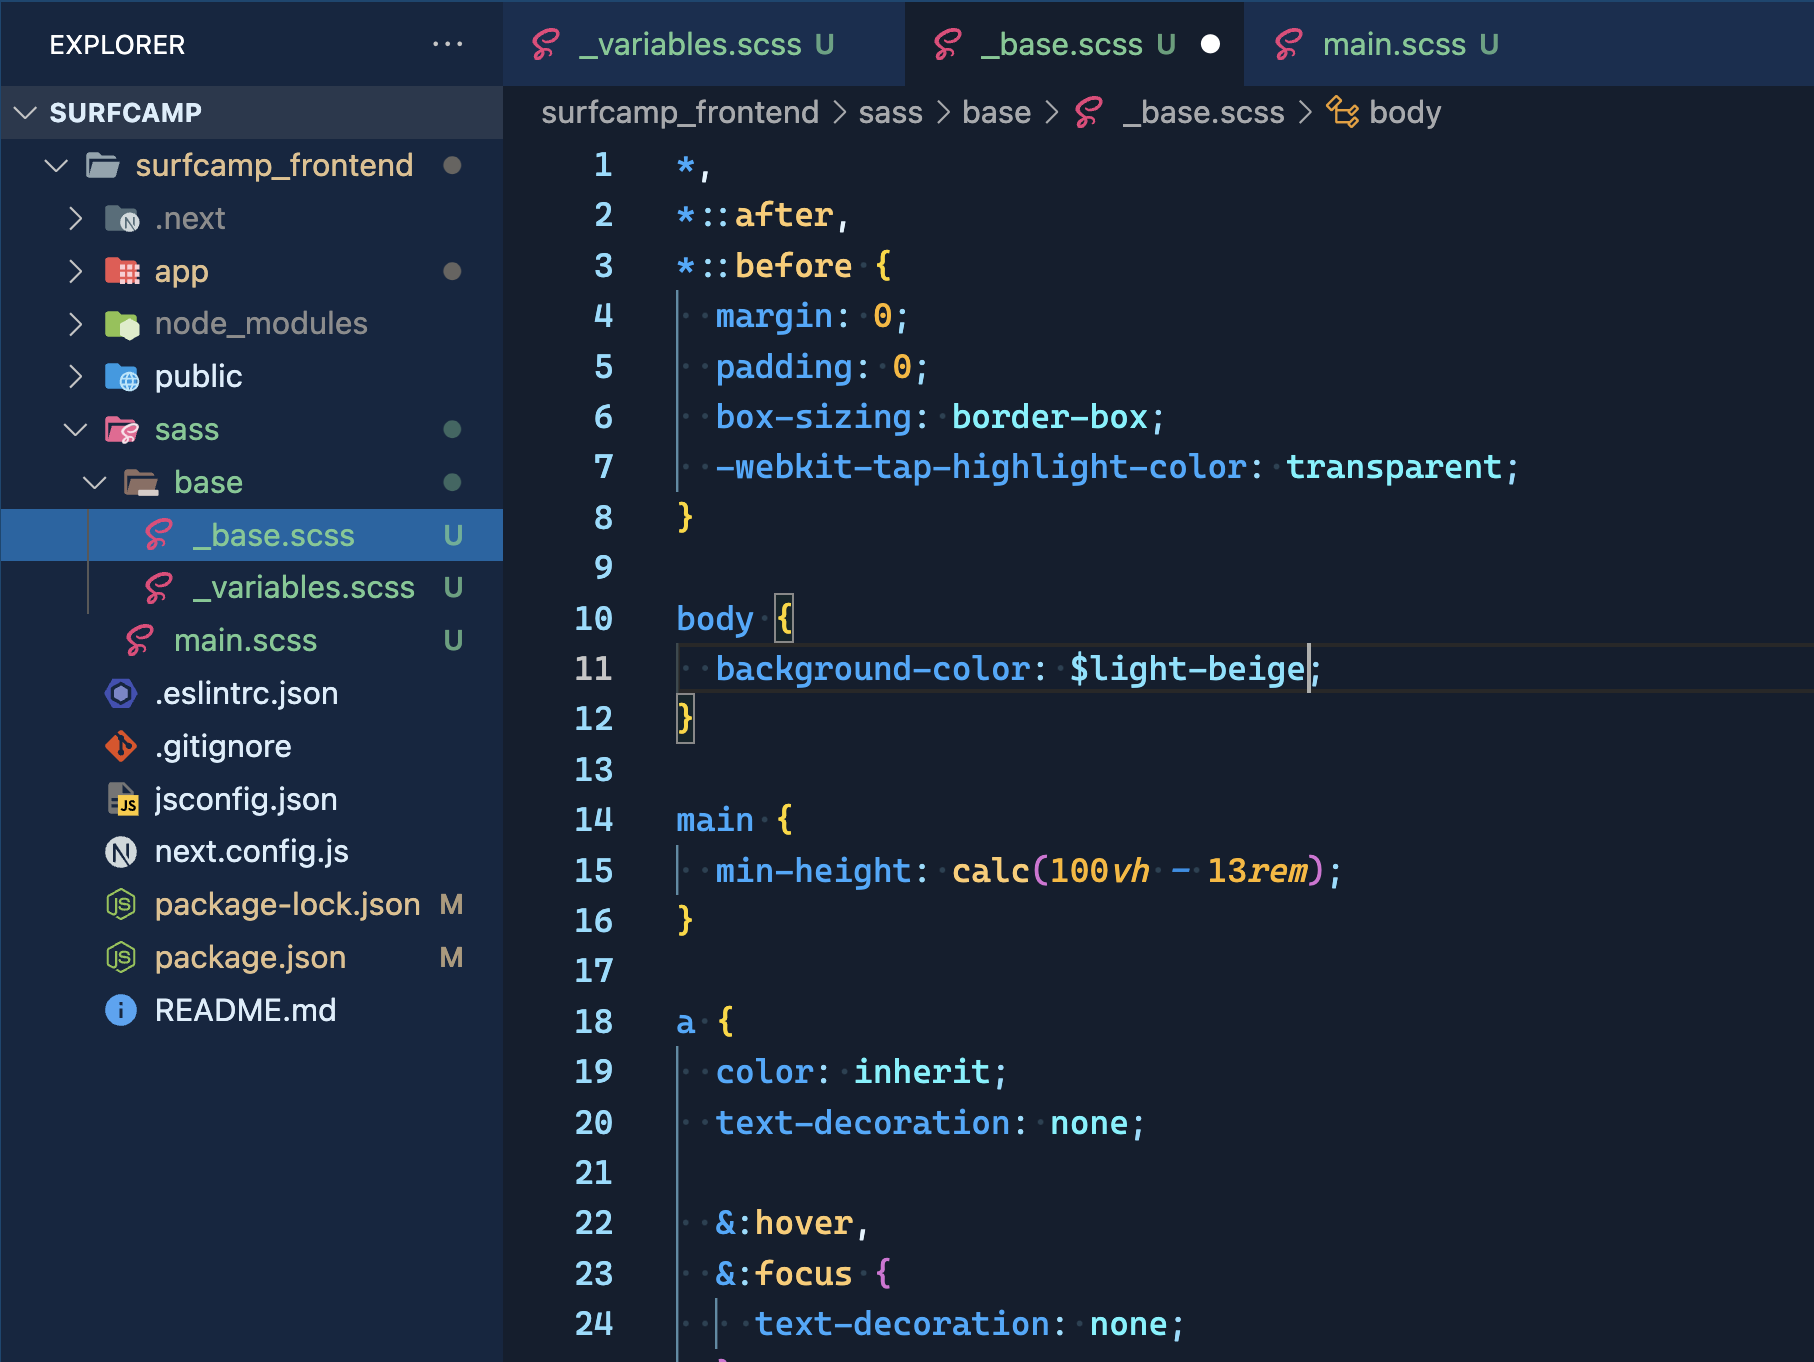 EXPLORER ···
SURFCAMP
surfcamp_frontend
.next
app
node_modules
public
sass
base
_base.scss U
_variables.scss U
main.scss U
.eslintrc.json
.gitignore
jsconfig.json
next.config.js
package-lock.json M
package.json M
README.md
_variables.scss U
_base.scss U
main.scss U
surfcamp_frontend > sass > base > _base.scss > body
1 *,
2 *::after,
3 *::before {
4 margin: 0;
5 padding: 0;
6 box-sizing: border-box;
7 -webkit-tap-highlight-color: transparent;
8 }
9
10 body {
11 background-color: $light-beige;
12 }
13
14 main {
15 min-height: calc(100vh - 13rem);
16 }
17
18 a {
19 color: inherit;
20 text-decoration: none;
21
22 &:hover,
23 &:focus {
24 text-decoration: none;